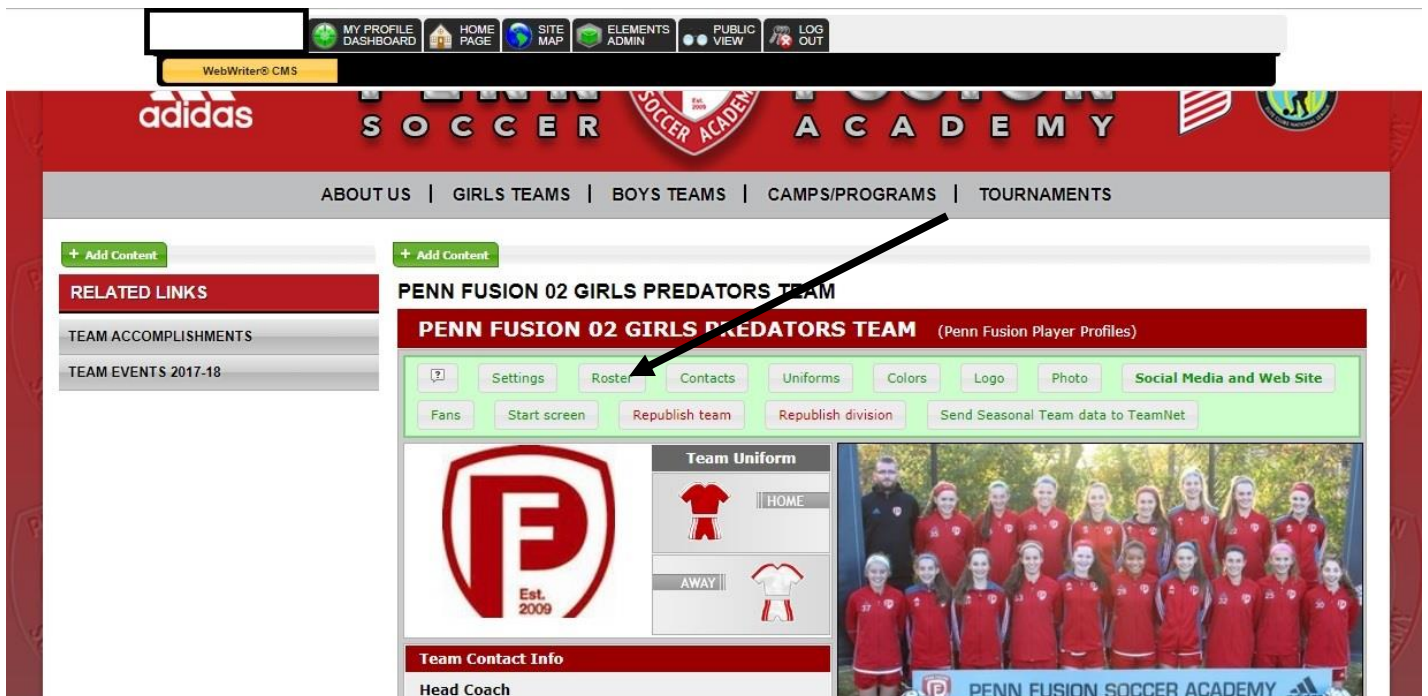 MY PROFILE DASHBOARD
HOME PAGE
SITE MAP
ELEMENTS ADMIN
PUBLIC VIEW
LOG OUT
WebWriter® CMS
adidas
SOCCER
SOCCER ACADEMY
ACADEMY
ABOUT US | GIRLS TEAMS | BOYS TEAMS | CAMPS/PROGRAMS | TOURNAMENTS
+ Add Content
RELATED LINKS
TEAM ACCOMPLISHMENTS
TEAM EVENTS 2017-18
+ Add Content
PENN FUSION 02 GIRLS PREDATORS TEAM
PENN FUSION 02 GIRLS PREDATORS TEAM (Penn Fusion Player Profiles)
? Settings Roster Contacts Uniforms Colors Logo Photo Social Media and Web Site
Fans Start screen Republish team Republish division Send Seasonal Team data to TeamNet
PF
Est.
2009
Team Uniform
HOME
AWAY
Team Contact Info
Head Coach
PENN FUSION SOCCER ACADEMY